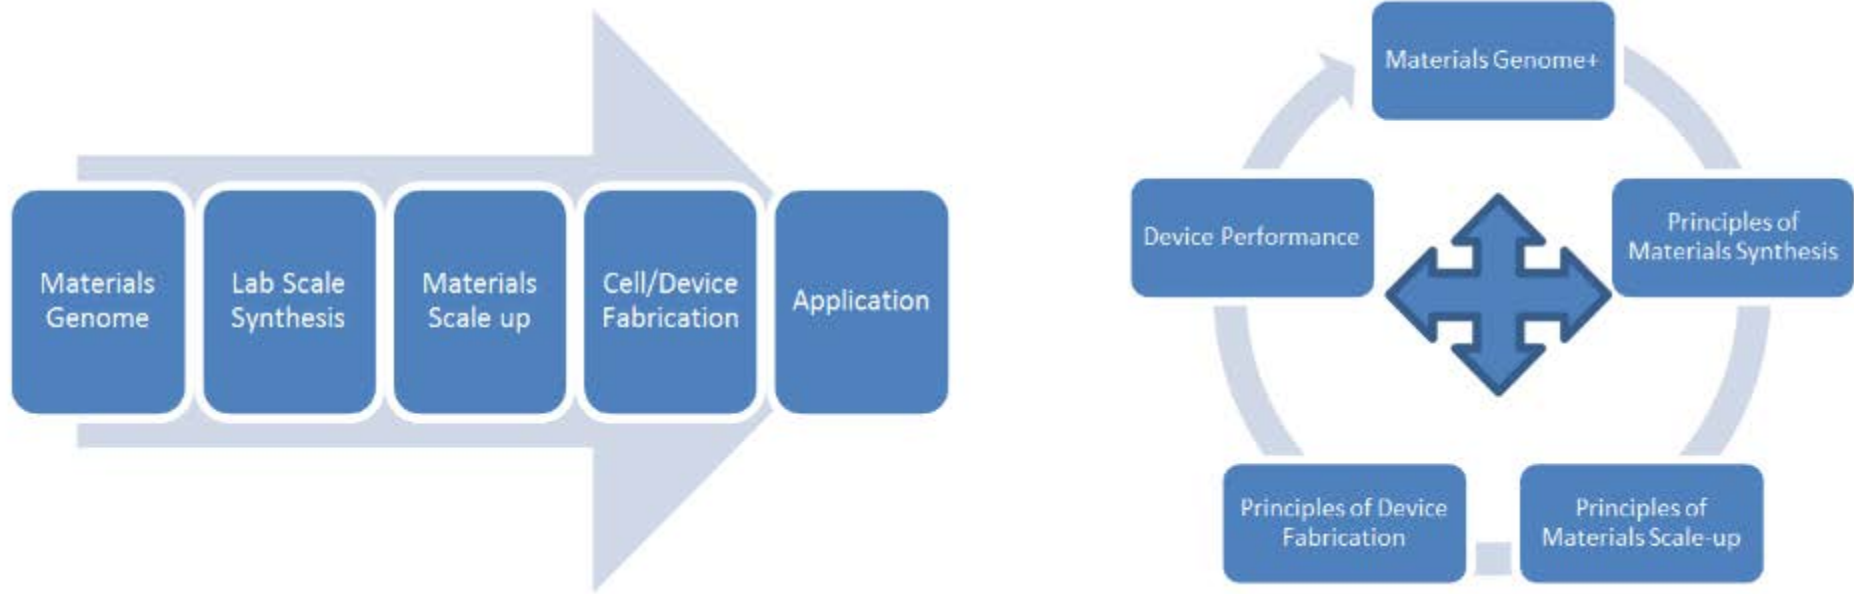 Materials
Genome
Lab Scale
Synthesis
Materials
Scale up
Cell/Device
Fabrication
Application
Materials Genome+
Principles of
Materials Synthesis
Principles of
Materials Scale-up
Principles of Device
Fabrication
Device Performance